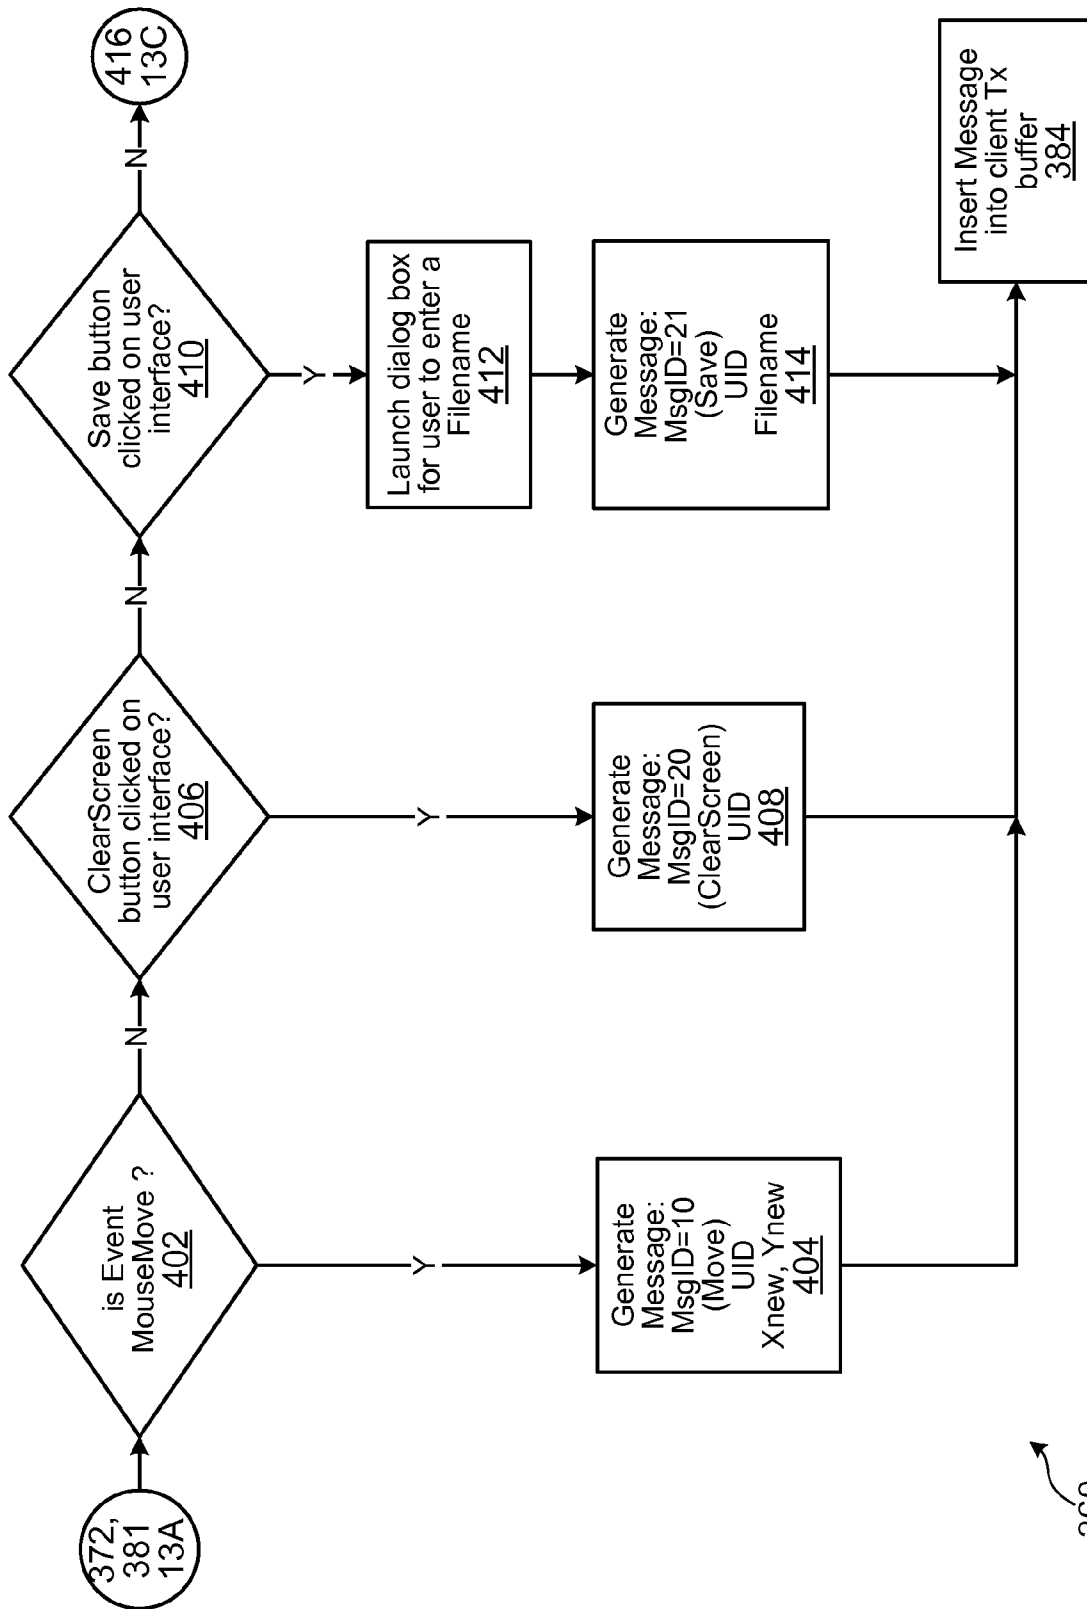 372,
381
13A
is Event
MouseMove ?
402
N
ClearScreen
button clicked on
user interface?
406
N
Save button
clicked on user
interface?
410
N
416
13C
Y
Y
Y
Launch dialog box
for user to enter a
Filename
412
Generate
Message:
MsgID=10
(Move)
UID
Xnew, Ynew
404
Generate
Message:
MsgID=20
(ClearScreen)
UID
408
Generate
Message:
MsgID=21
(Save)
UID
Filename
414
Insert Message
into client Tx
buffer
384